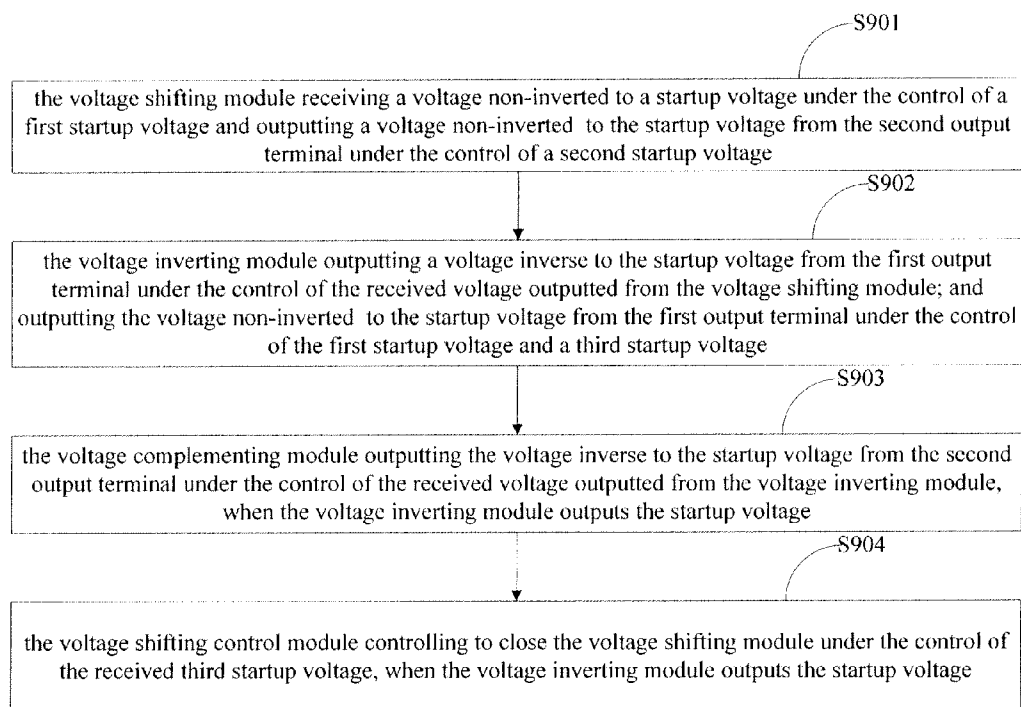 S901
the voltage shifting module receiving a voltage non-inverted to a startup voltage under the control of a
first startup voltage and outputting a voltage non-inverted to the startup voltage from the second output
terminal under the control of a second startup voltage
S902
the voltage inverting module outputting a voltage inverse to the startup voltage from the first output
terminal under the control of the received voltage outputted from the voltage shifting module; and
outputting the voltage non-inverted to the startup voltage from the first output terminal under the control
of the first startup voltage and a third startup voltage
S903
the voltage complementing module outputting the voltage inverse to the startup voltage from the second
output terminal under the control of the received voltage outputted from the voltage inverting module,
when the voltage inverting module outputs the startup voltage
S904
the voltage shifting control module controlling to close the voltage shifting module under the control of
the received third startup voltage, when the voltage inverting module outputs the startup voltage